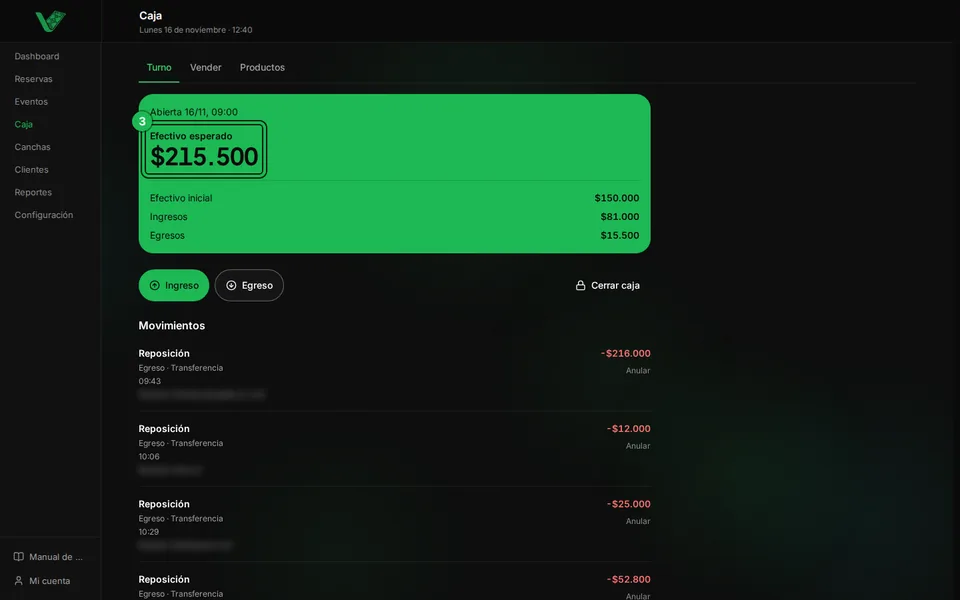 Caja
Lunes 16 de noviembre · 12:40
Dashboard
Reservas
Eventos
Caja
Canchas
Clientes
Reportes
Configuración
Manual de ...
Mi cuenta
Turno Vender Productos
Abierta 16/11, 09:00
3
Efectivo esperado
$215.500
Efectivo inicial $150.000
Ingresos $81.000
Egresos $15.500
Ingreso Egreso Cerrar caja
Movimientos
Reposición -$216.000
Egreso · Transferencia Anular
09:43
Reposición -$12.000
Egreso · Transferencia Anular
10:06
Reposición -$25.000
Egreso · Transferencia Anular
10:29
Reposición -$52.800
Egreso · Transferencia Anular